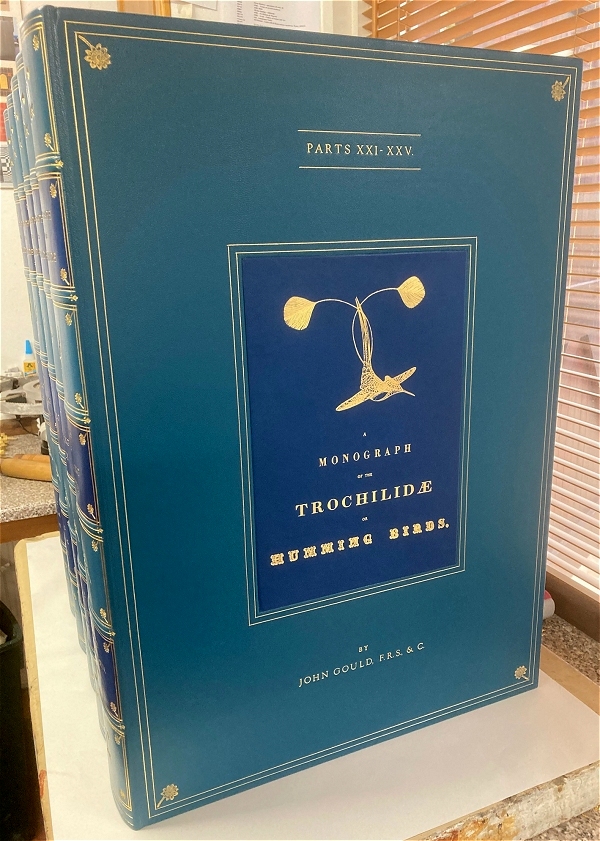 PARTS XXI-XXV.
A
MONOGRAPH
OF THE
TROCHILIDÆ
OR
HUMMING BIRDS.
BY
JOHN GOULD, F.R.S. & C.